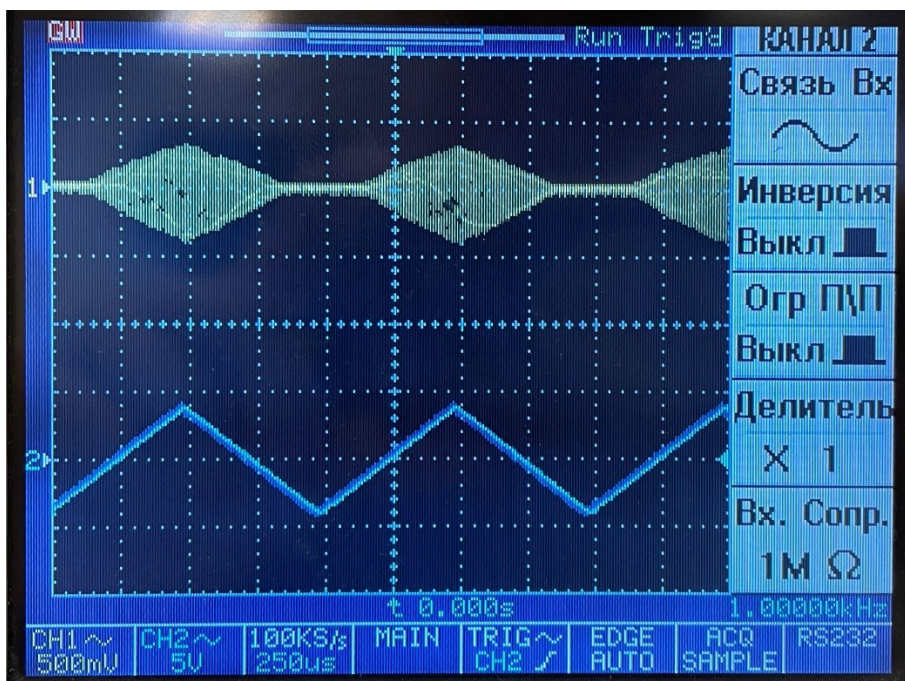 GW Run Trig'd КАНАЛ 2
Связь Вх
1
Инверсия
Выкл
Огр П\П
Выкл
Делитель
X 1
2
Вх. Сопр.
1M Ω
t 0.000s 1.00000kHz
CH1 CH2 100KS/s MAIN TRIG EDGE ACQ RS232
500mV 5V 250us CH2 AUTO SAMPLE